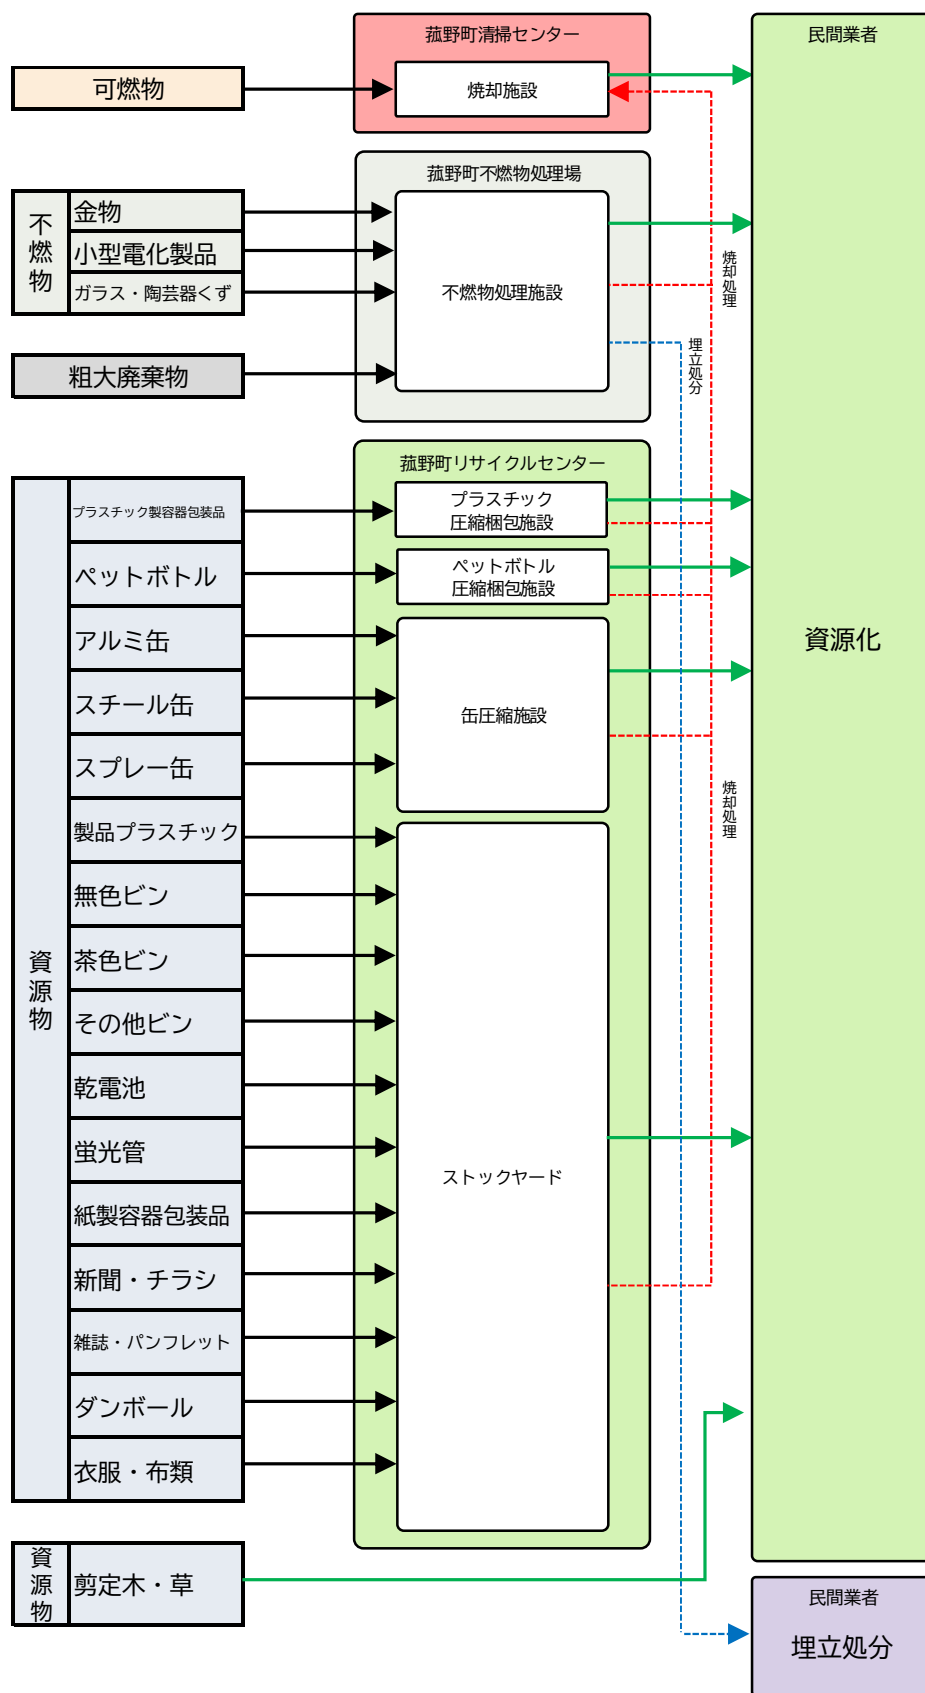 菰野町清掃センター
民間業者
可燃物
焼却施設
菰野町不燃物処理場
不燃物
金物
小型電化製品
ガラス・陶芸器くず
不燃物処理施設
焼却処理
埋立処分
粗大廃棄物
菰野町リサイクルセンター
資源物
プラスチック製容器包装品
プラスチック
圧縮梱包施設
ペットボトル
ペットボトル
圧縮梱包施設
アルミ缶
資源化
スチール缶
缶圧縮施設
スプレー缶
製品プラスチック
焼却処理
無色ビン
茶色ビン
その他ビン
乾電池
蛍光管
ストックヤード
紙製容器包装品
新聞・チラシ
雑誌・パンフレット
ダンボール
衣服・布類
資源物
剪定木・草
民間業者
埋立処分